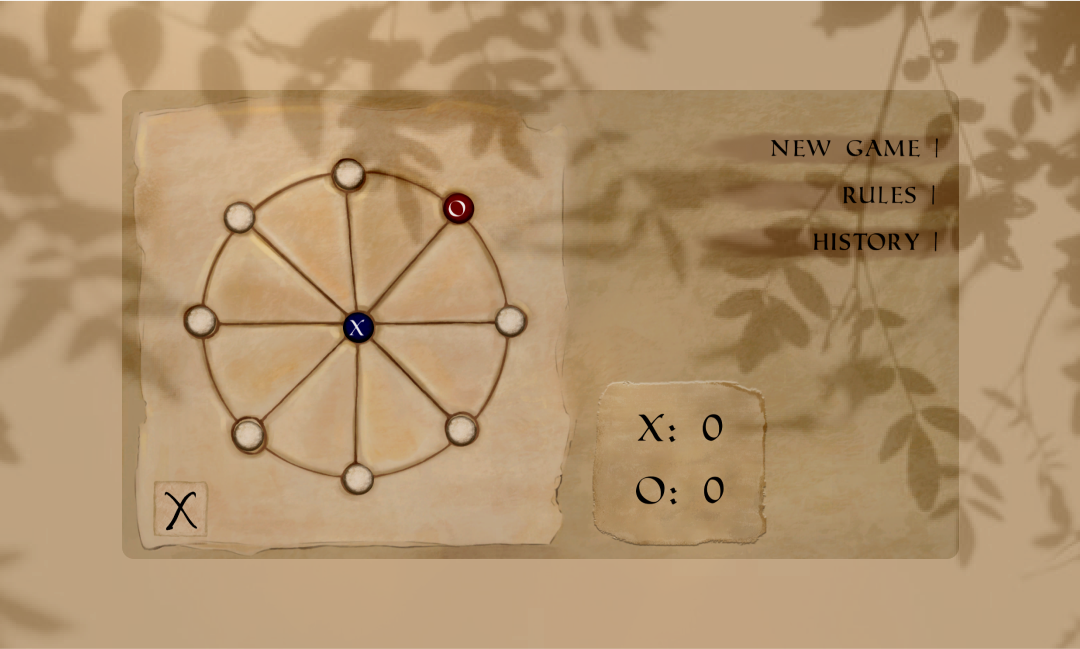 NEW GAME |
RULES |
HISTORY |
O
X
X: 0
O: 0
X